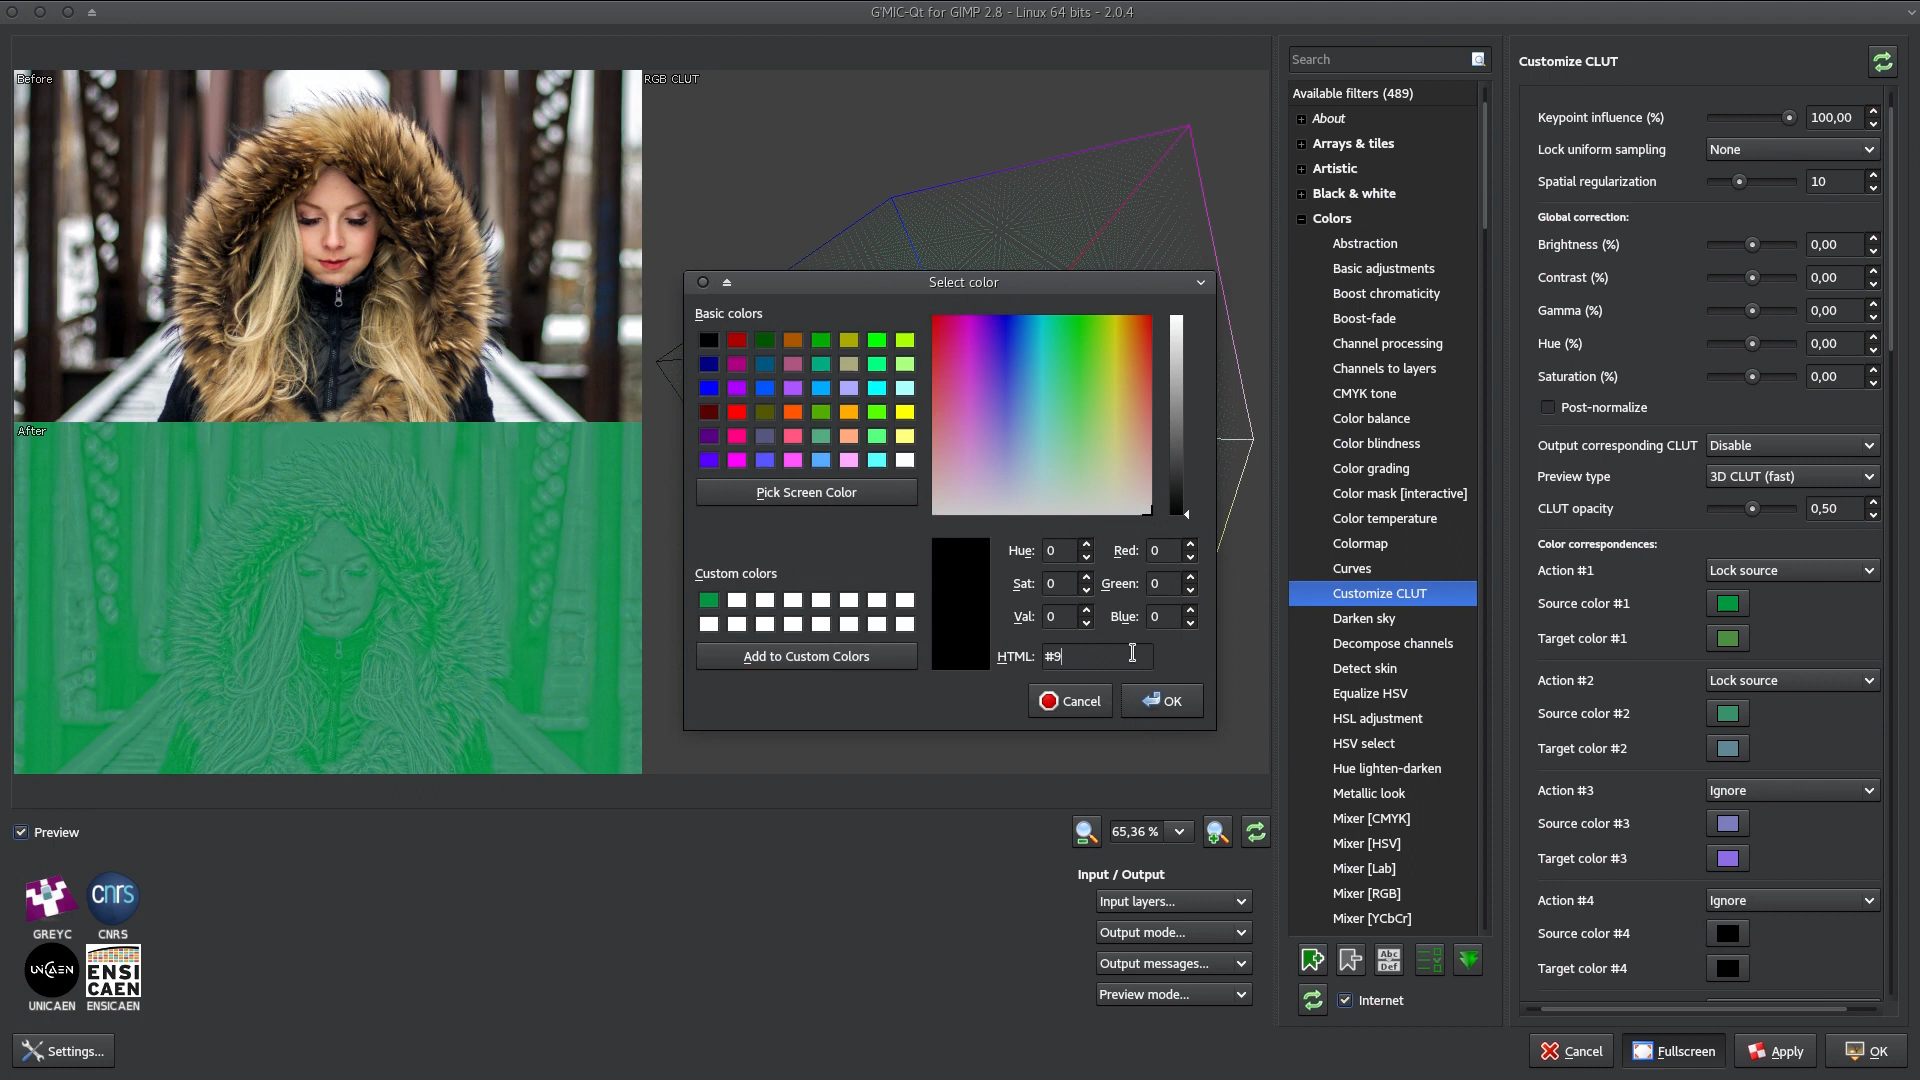 G'MIC-Qt for GIMP 2.8 - Linux 64 bits - 2.0.4
Before
RGB CLUT
After
Select color
Basic colors
Pick Screen Color
Custom colors
Add to Custom Colors
Hue: 0
Red: 0
Sat: 0
Green: 0
Val: 0
Blue: 0
HTML: #9
Cancel
OK
Preview
65,36 %
GREYC
cnrs
CNRS
UNICAEN
UNICAEN
ENSI
CAEN
ENSICAEN
Input / Output
Input layers...
Output mode...
Output messages...
Preview mode...
Settings...
Search
Available filters (489)
About
Arrays & tiles
Artistic
Black & white
Colors
Abstraction
Basic adjustments
Boost chromaticity
Boost-fade
Channel processing
Channels to layers
CMYK tone
Color balance
Color blindness
Color grading
Color mask [interactive]
Color temperature
Colormap
Curves
Customize CLUT
Darken sky
Decompose channels
Detect skin
Equalize HSV
HSL adjustment
HSV select
Hue lighten-darken
Metallic look
Mixer [CMYK]
Mixer [HSV]
Mixer [Lab]
Mixer [RGB]
Mixer [YCbCr]
Abc
Def
Internet
Customize CLUT
Keypoint influence (%) 100,00
Lock uniform sampling None
Spatial regularization 10
Global correction:
Brightness (%) 0,00
Contrast (%) 0,00
Gamma (%) 0,00
Hue (%) 0,00
Saturation (%) 0,00
Post-normalize
Output corresponding CLUT Disable
Preview type 3D CLUT (fast)
CLUT opacity 0,50
Color correspondences:
Action #1 Lock source
Source color #1
Target color #1
Action #2 Lock source
Source color #2
Target color #2
Action #3 Ignore
Source color #3
Target color #3
Action #4 Ignore
Source color #4
Target color #4
Cancel
Fullscreen
Apply
OK